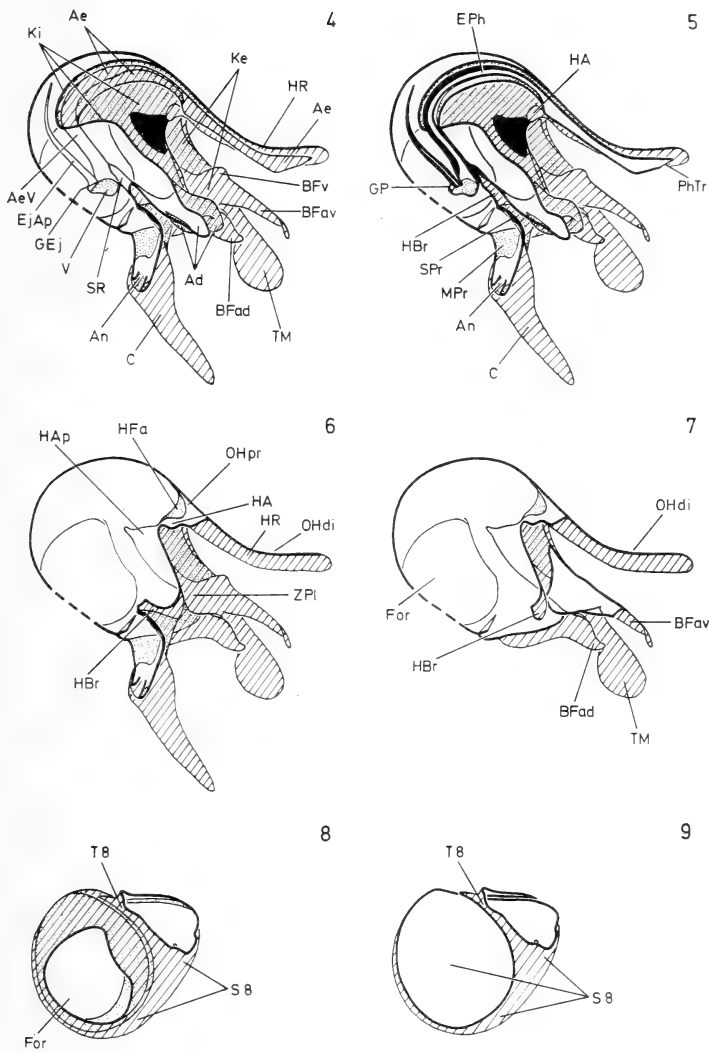 4
Ae
Ki
Ke
HR
Ae
BFv
BFav
AeV
EjAp
GEj
V
SR
An
C
Ad
BFad
TM
5
EPh
HA
GP
PhTr
HBr
SPr
MPr
An
C
6
HAp
HFa
OHpr
HA
HR
OHdi
ZPl
HBr
7
OHdi
For
BFav
HBr
BFad
TM
8
T8
S8
For
9
T8
S8